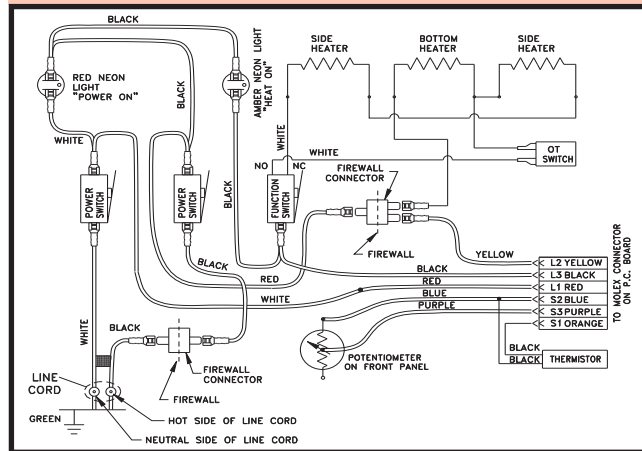 BLACK
SIDE
HEATER
BOTTOM
HEATER
SIDE
HEATER
RED NEON
LIGHT
"POWER ON"
BLACK
AMBER NEON LIGHT
"HEAT ON"
WHITE
WHITE
NO
NC
WHITE
OT
SWITCH
FIREWALL
CONNECTOR
POWER
SWITCH
POWER
SWITCH
BLACK
FUNCTION
SWITCH
FIREWALL
YELLOW
BLACK
BLACK
RED
RED
WHITE
BLUE
PURPLE
L2 YELLOW
L3 BLACK
L1 RED
S2 BLUE
S3 PURPLE
S1 ORANGE
TO MOLEX CONNECTOR
ON P.C. BOARD
WHITE
BLACK
BLACK
BLACK
THERMISTOR
POTENTIOMETER
ON FRONT PANEL
FIREWALL
CONNECTOR
FIREWALL
LINE
CORD
GREEN
HOT SIDE OF LINE CORD
NEUTRAL SIDE OF LINE CORD